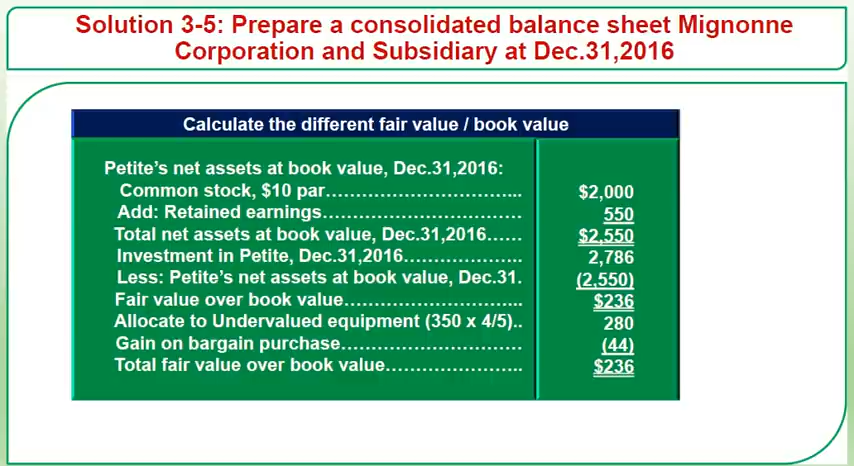 Solution 3-5: Prepare a consolidated balance sheet Mignonne
Corporation and Subsidiary at Dec.31,2016
Calculate the different fair value / book value
Petite's net assets at book value, Dec.31,2016:
Common stock, $10 par…………………………... $2,000
Add: Retained earnings…………………………… 550
Total net assets at book value, Dec.31,2016…… $2,550
Investment in Petite, Dec.31,2016……………….. 2,786
Less: Petite's net assets at book value, Dec.31. (2,550)
Fair value over book value………………………... $236
Allocate to Undervalued equipment (350 x 4/5).. 280
Gain on bargain purchase………………………… (44)
Total fair value over book value………………….. $236